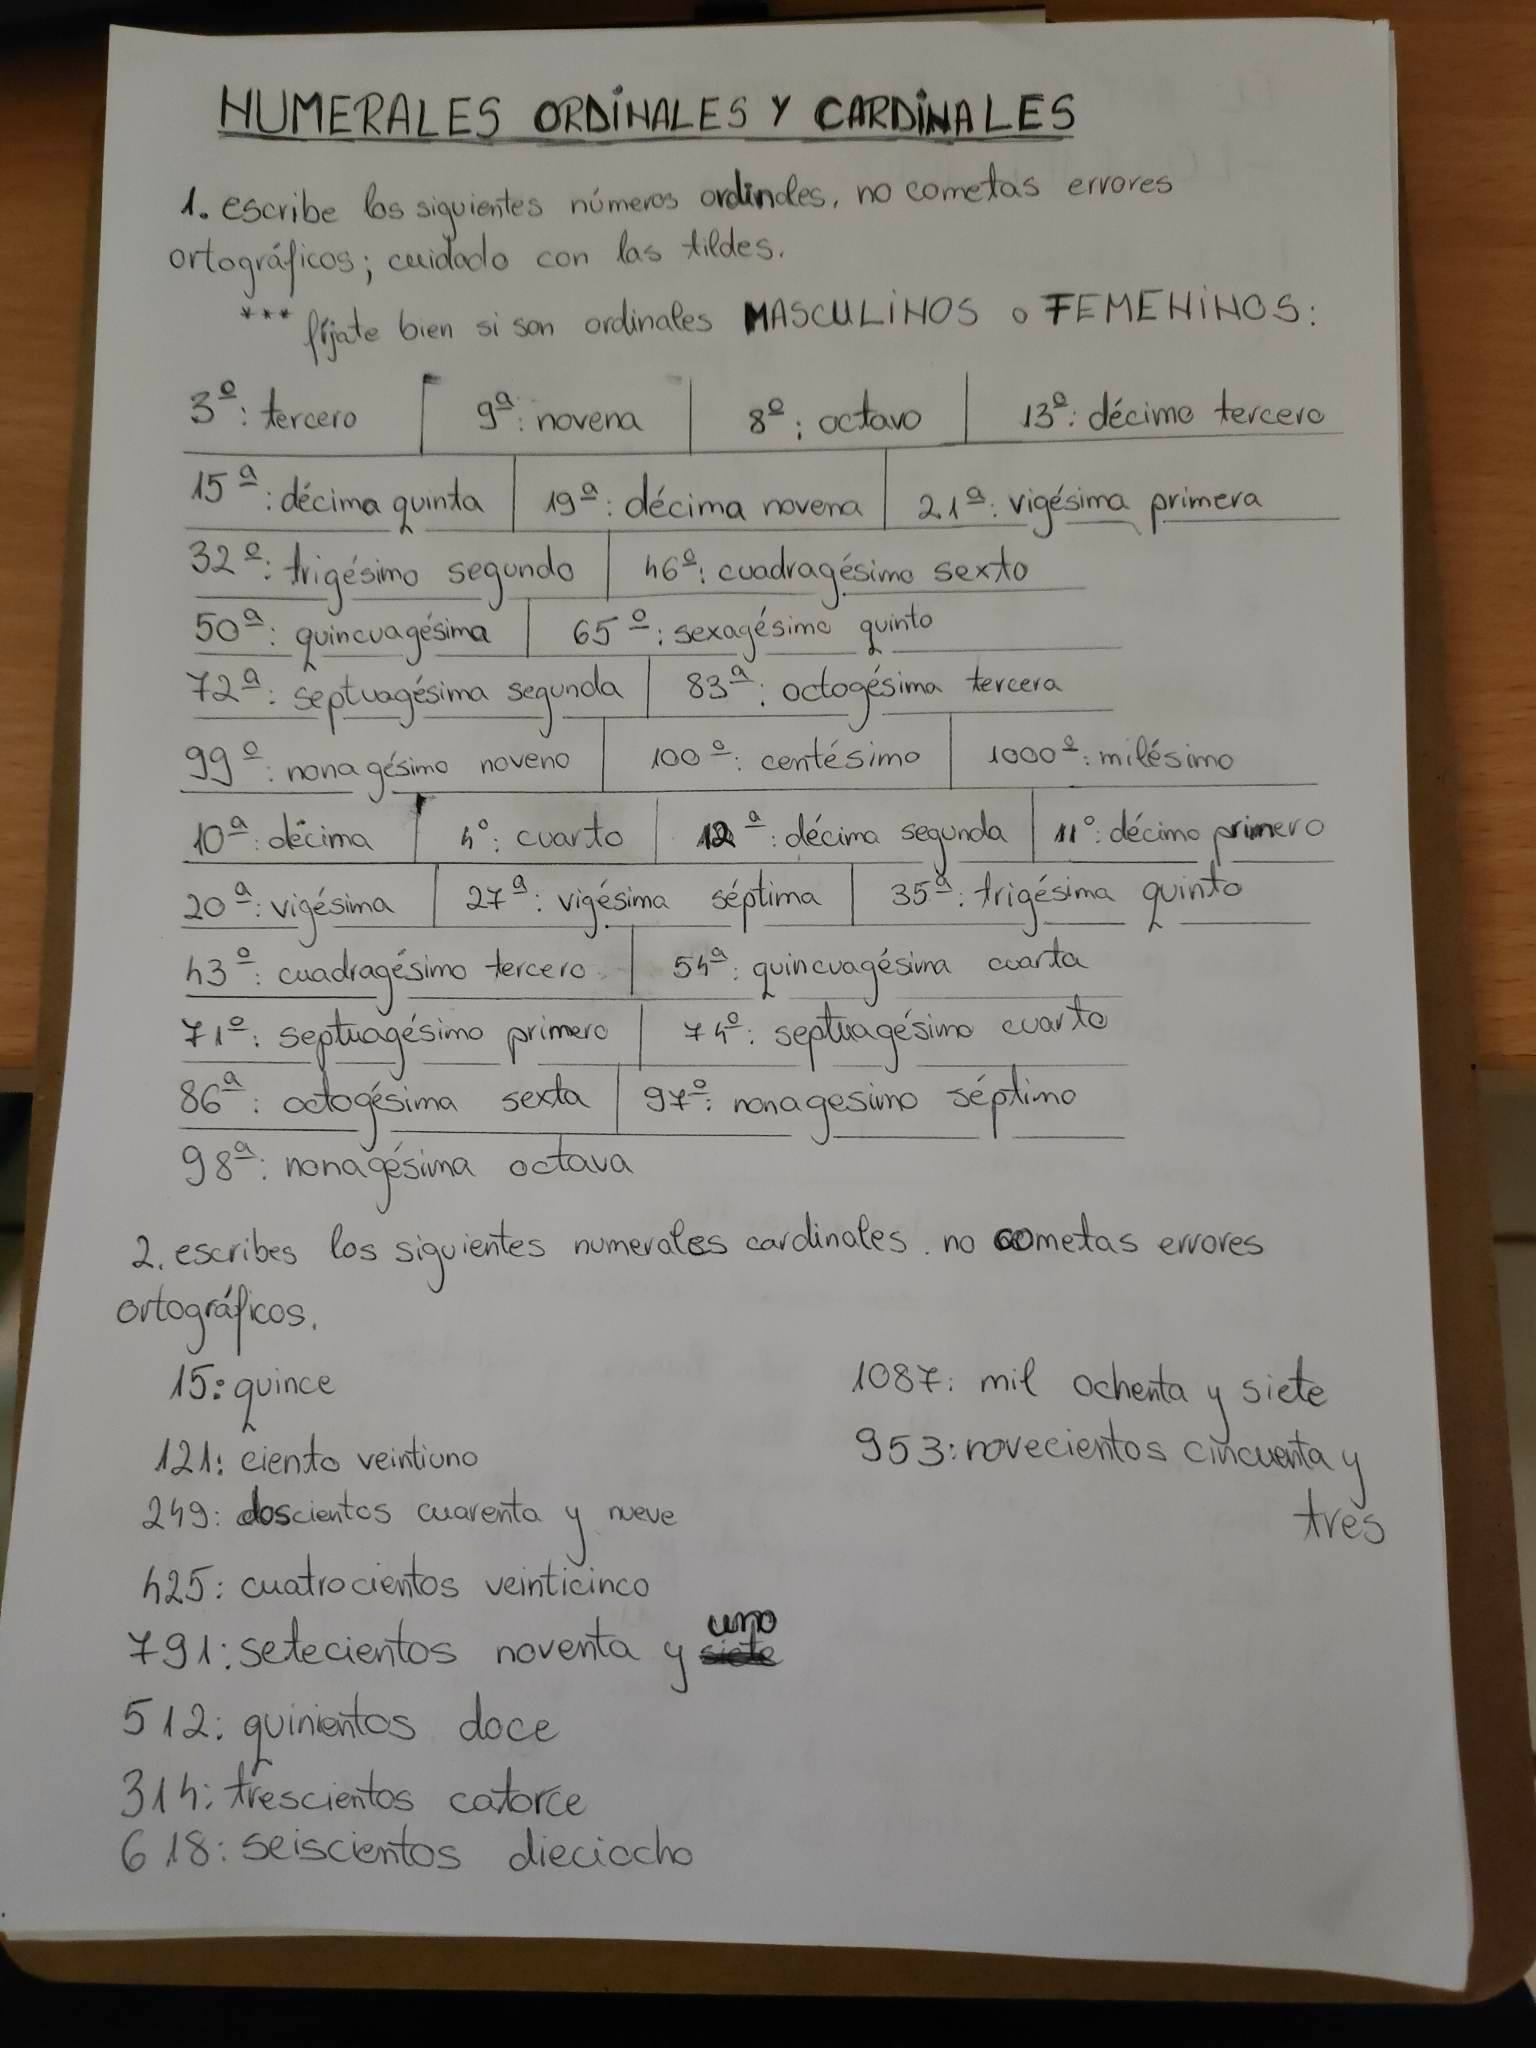 NUMERALES ORDINALES Y CARDINALES
1. escribe los siguientes números ordinales, no cometas errores
ortográficos; cuidado con las tildes.
*** fíjate bien si son ordinales MASCULINOS o FEMENINOS:
3º: tercero 9ª: novena 8º: octavo 13º: décimo tercero
15ª: décima quinta 19ª: décima novena 21ª: vigésima primera
32º: trigésimo segundo 46º: cuadragésimo sexto
50ª: quincuagésima 65º: sexagésimo quinto
72ª: septuagésima segunda 83ª: octogésima tercera
99º: nonagésimo noveno 100º: centésimo 1000º: milésimo
10ª: décima 4º: cuarto 12ª: décima segunda 11º: décimo primero
20ª: vigésima 27ª: vigésima séptima 35ª: trigésima quinto
43º: cuadragésimo tercero 54ª: quincuagésima cuarta
71º: septuagésimo primero 74º: septuagésimo cuarto
86ª: octogésima sexta 97º: nonagesimo séptimo
98ª: nonagésima octava
2. escribes los siguientes numerales cardinales. no cometas errores
ortográficos.
15: quince
121: ciento veintiuno
249: doscientos cuarenta y nueve
425: cuatrocientos veinticinco
791: setecientos noventa y siete uno
512: quinientos doce
314: trescientos catorce
618: seiscientos dieciocho
1087: mil ochenta y siete
953: novecientos cincuenta y
tres